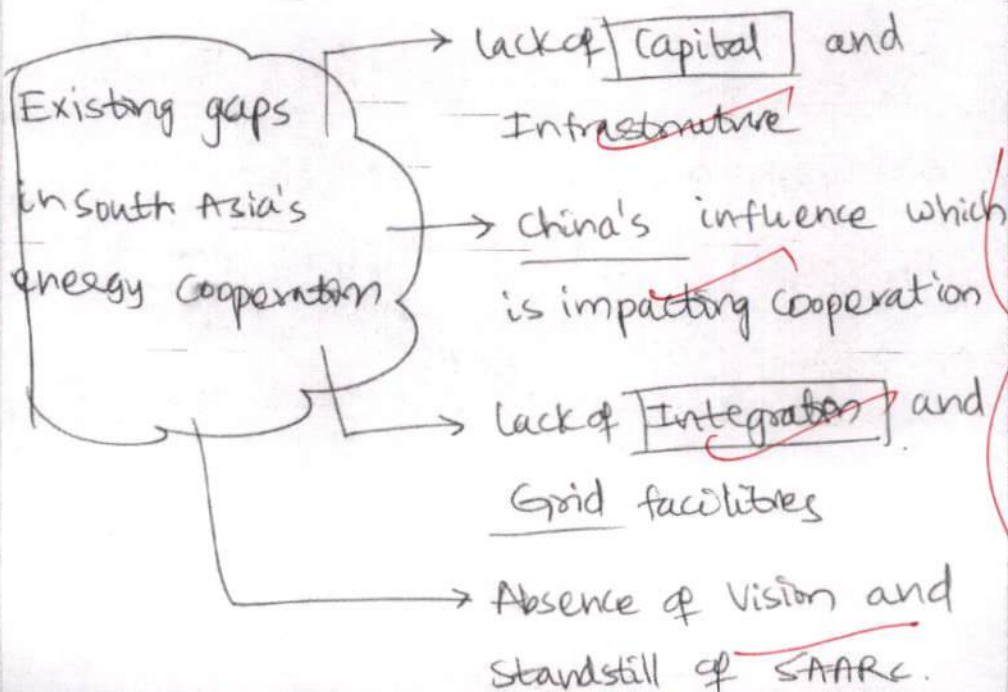 Existing gaps
in South Asia's
energy cooperation
lack of Capital and
Infrastructure
China's influence which
is impacting cooperation
Lack of Integration and
Grid facilities
Absence of Vision and
Standstill of SAARC.